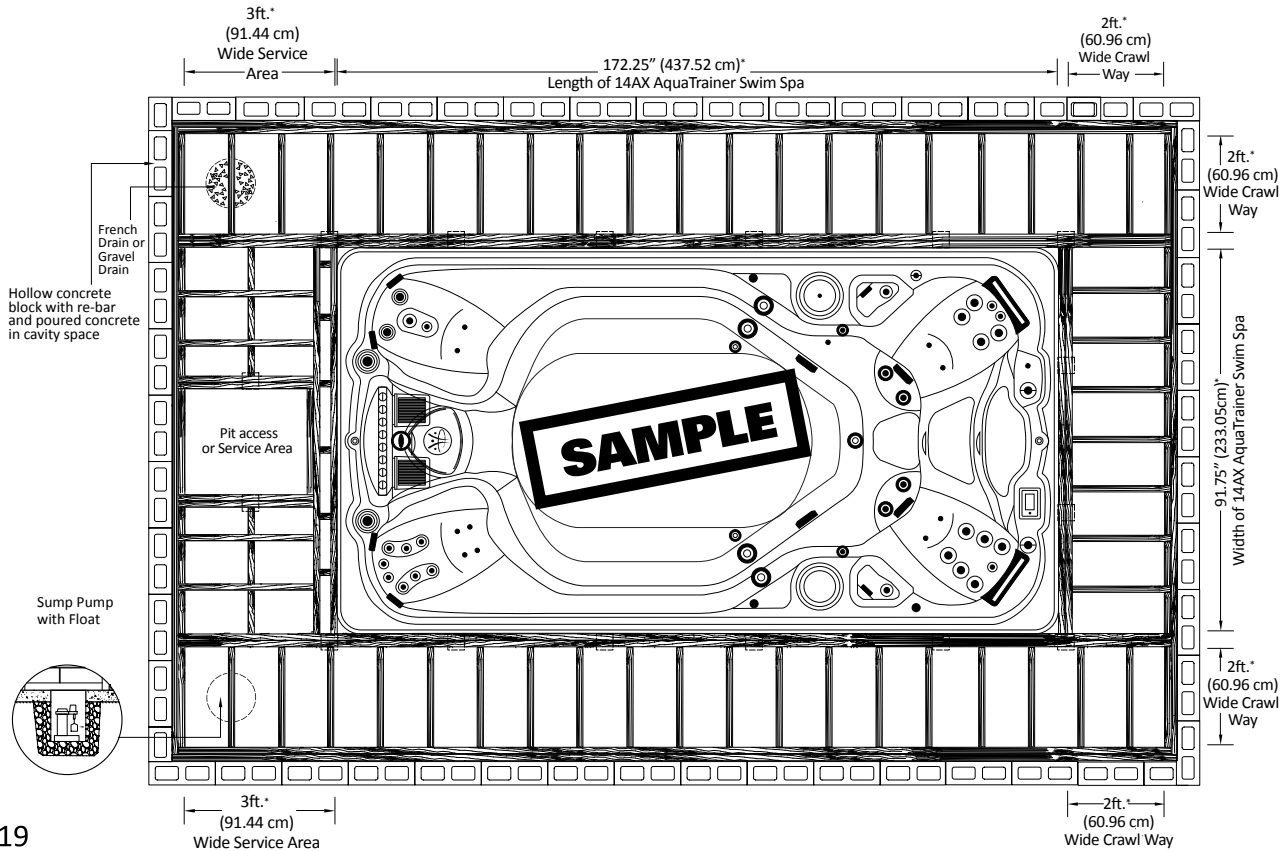 3ft.*
(91.44 cm)
Wide Service
Area
172.25" (437.52 cm)*
Length of 14AX AquaTrainer Swim Spa
2ft.*
(60.96 cm)
Wide Crawl
Way
2ft.*
(60.96 cm)
Wide Crawl
Way
French
Drain or
Gravel
Drain
Hollow concrete
block with re-bar
and poured concrete
in cavity space
Pit access
or Service Area
SAMPLE
91.75" (233.05cm)*
Width of 14AX AquaTrainer Swim Spa
Sump Pump
with Float
2ft.*
(60.96 cm)
Wide Crawl
Way
3ft.*
(91.44 cm)
Wide Service Area
2ft.*
(60.96 cm)
Wide Crawl Way
19